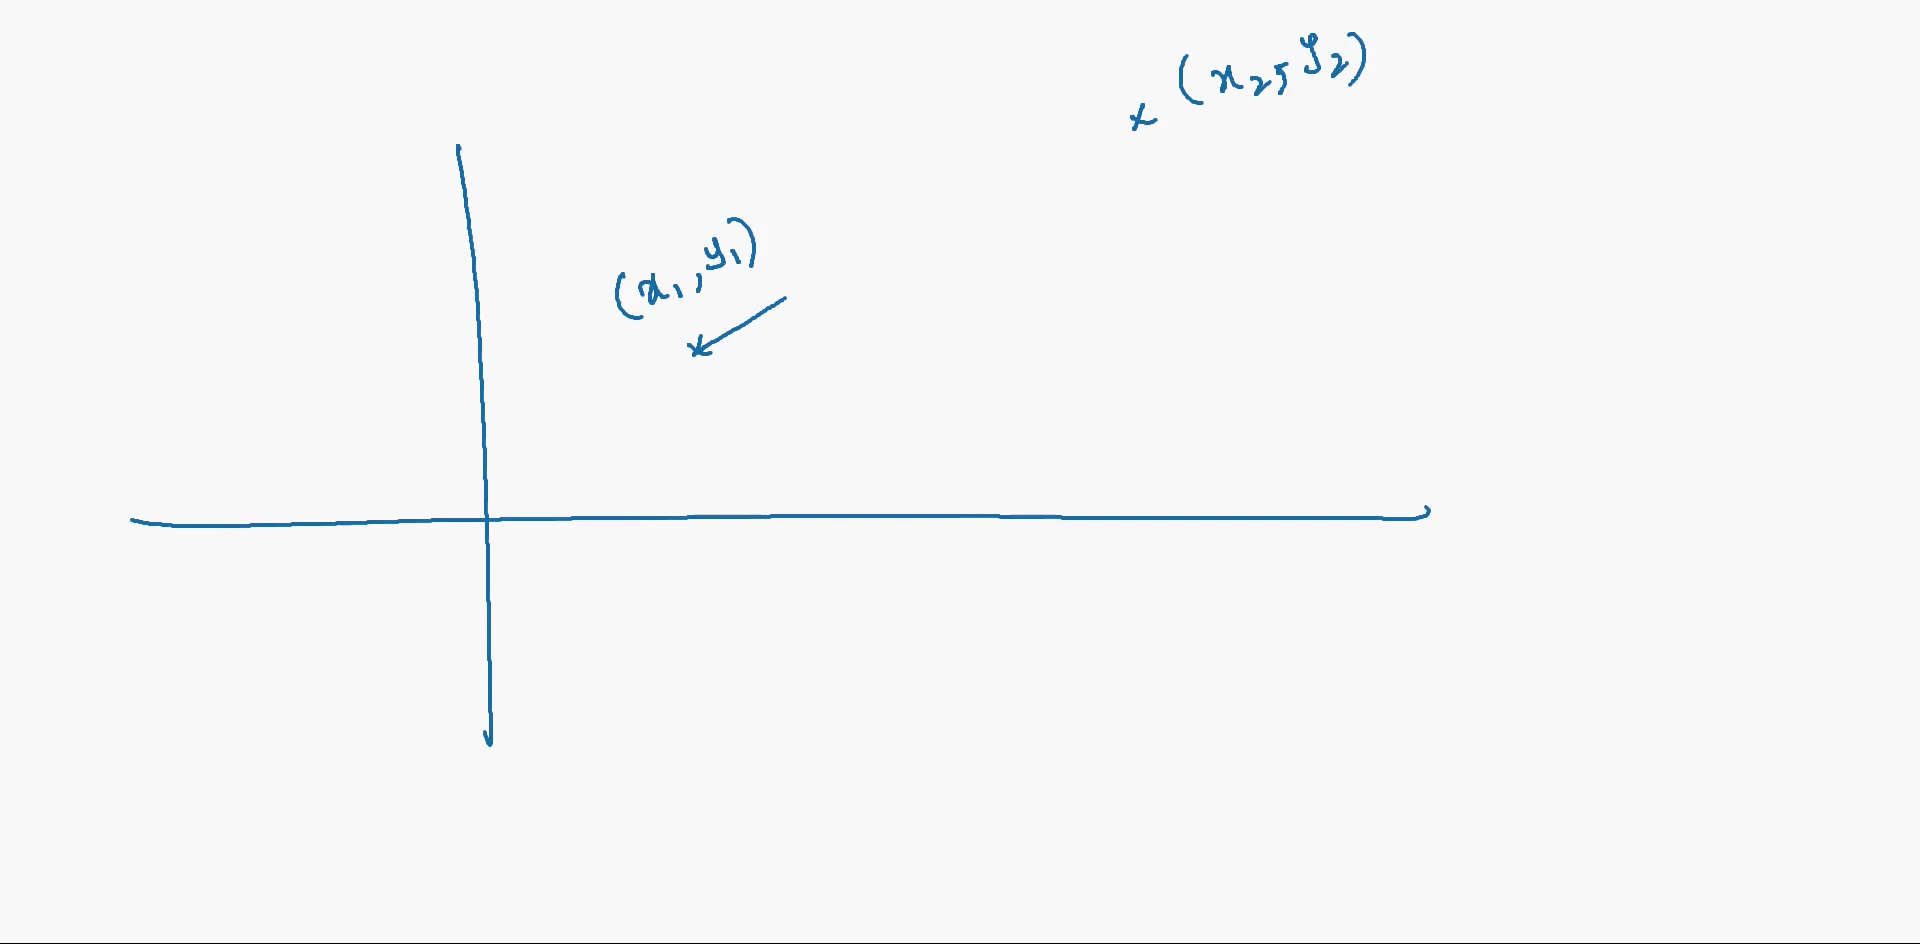 (x₂, y₂)
(x₁, y₁)